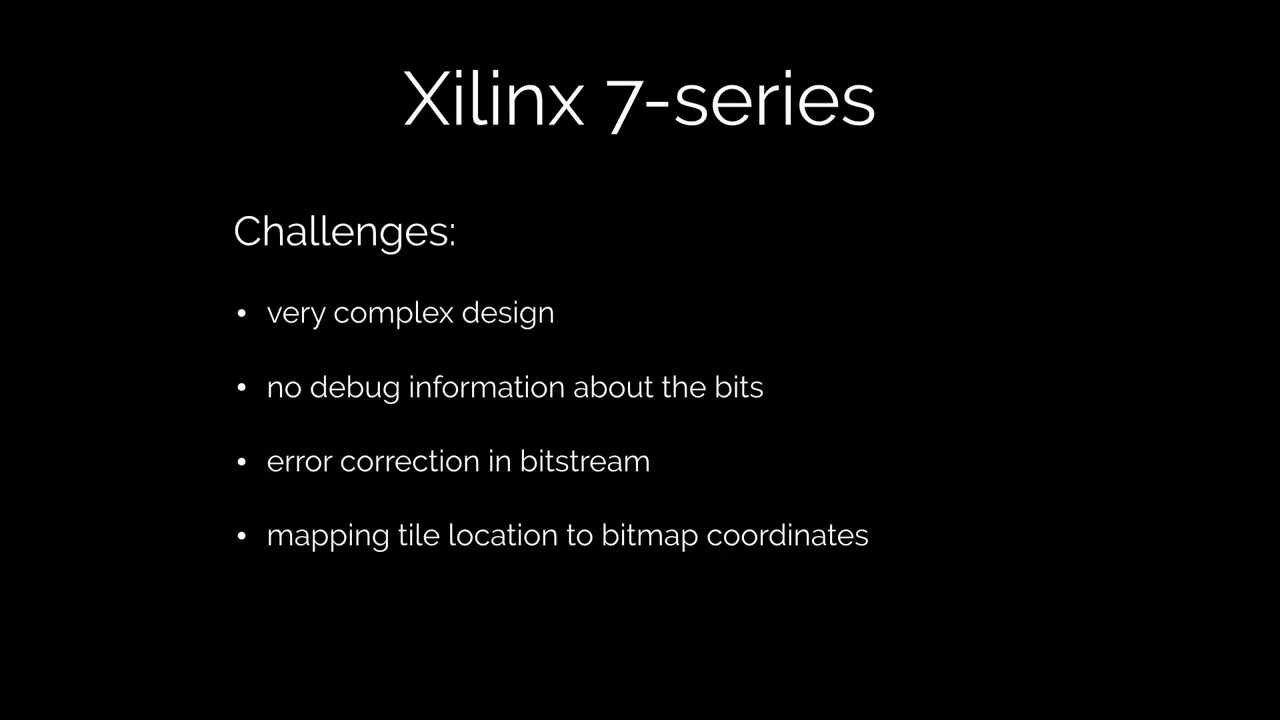 Xilinx 7-series
Challenges:
• very complex design
• no debug information about the bits
• error correction in bitstream
• mapping tile location to bitmap coordinates